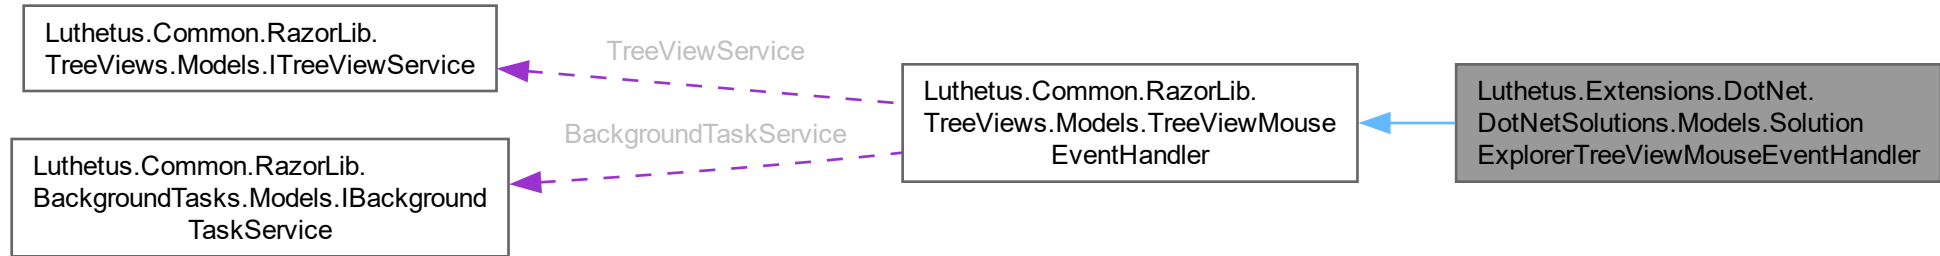 Luthetus.Common.RazorLib.
TreeViews.Models.ITreeViewService
TreeViewService
Luthetus.Common.RazorLib.
BackgroundTasks.Models.IBackground
TaskService
BackgroundTaskService
Luthetus.Common.RazorLib.
TreeViews.Models.TreeViewMouse
EventHandler
Luthetus.Extensions.DotNet.
DotNetSolutions.Models.Solution
ExplorerTreeViewMouseEventHandler